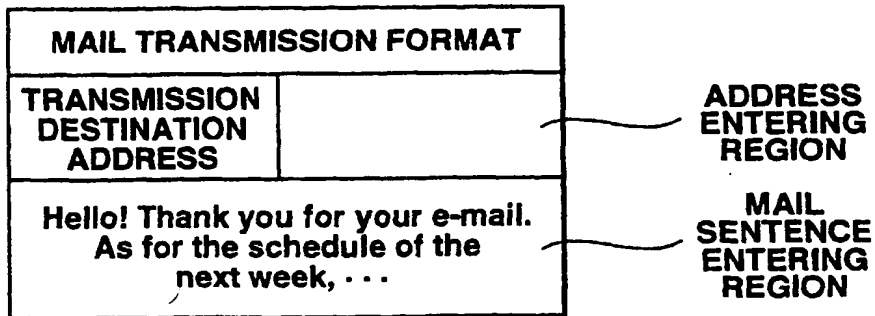 MAIL TRANSMISSION FORMAT
TRANSMISSION
DESTINATION
ADDRESS
ADDRESS
ENTERING
REGION
Hello! Thank you for your e-mail.
As for the schedule of the
next week, · · ·
MAIL
SENTENCE
ENTERING
REGION